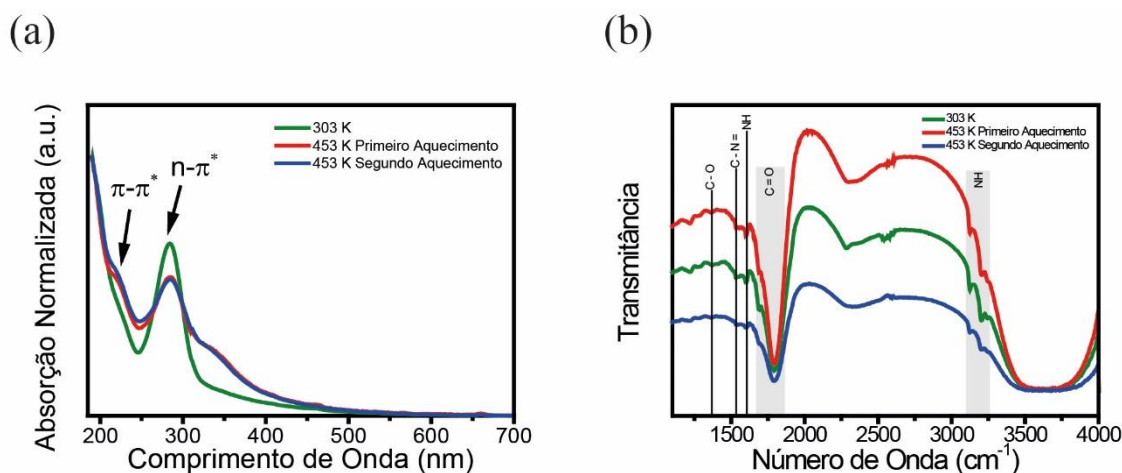 (a)
Absorção Normalizada (a.u.)
π-π*
n-π*
303 K
453 K Primeiro Aquecimento
453 K Segundo Aquecimento
200 300 400 500 600 700
Comprimento de Onda (nm)
(b)
Transmitância
C - O
C - N =
NH
C = O
303 K
453 K Primeiro Aquecimento
453 K Segundo Aquecimento
NH
1500 2000 2500 3000 3500 4000
Número de Onda (cm⁻¹)